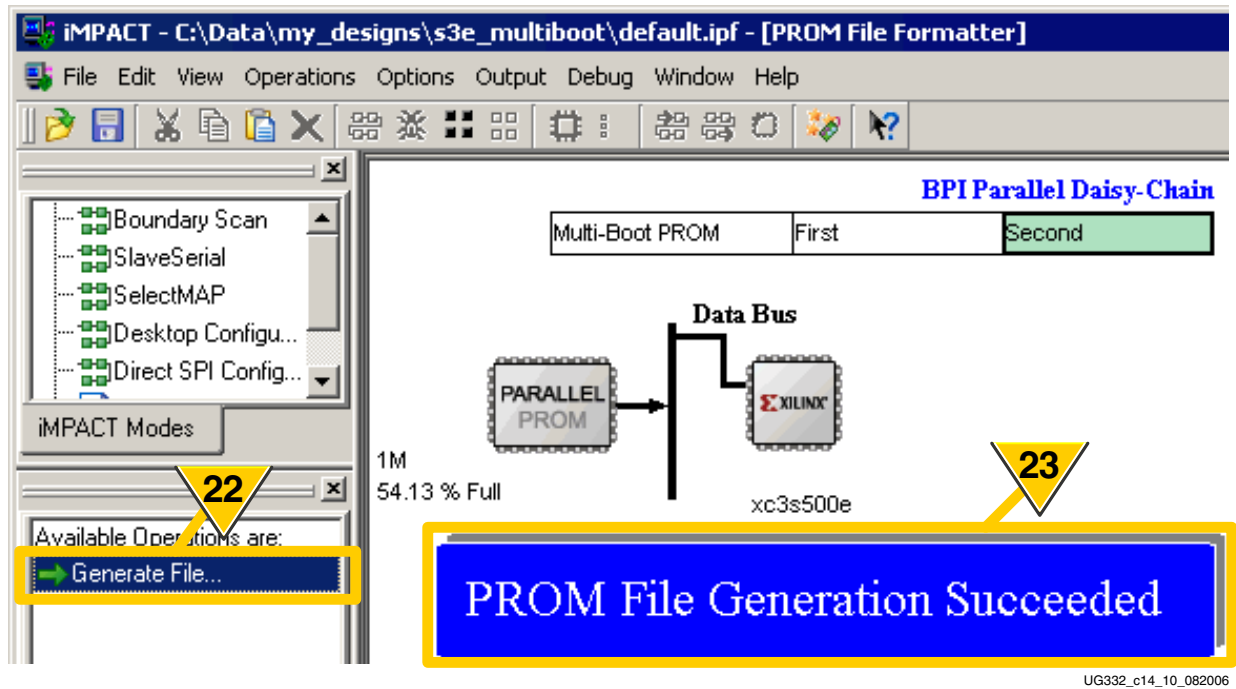 iMPACT - C:\Data\my_designs\s3e_multiboot\default.ipf - [PROM File Formatter]
File Edit View Operations Options Output Debug Window Help
BPI Parallel Daisy-Chain
Multi-Boot PROM First Second
Boundary Scan
SlaveSerial
SelectMAP
Desktop Configu...
Direct SPI Config...
iMPACT Modes
Data Bus
PARALLEL
PROM
XILINX
1M
54.13 % Full
xc3s500e
22
23
Available Operations are:
Generate File...
PROM File Generation Succeeded
UG332_c14_10_082006